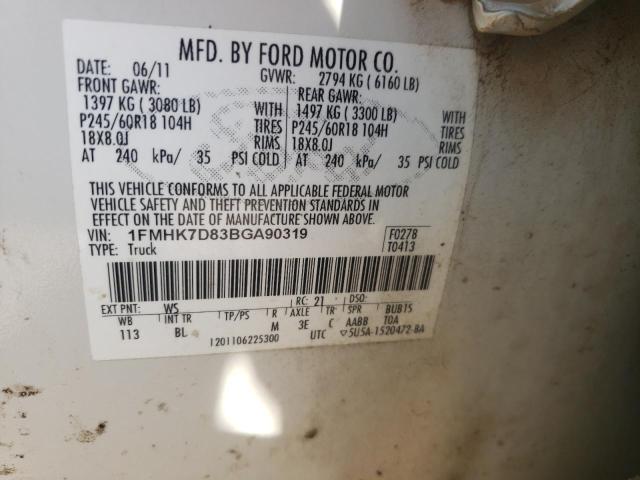 MFD. BY FORD MOTOR CO.
DATE: 06/11 GVWR: 2794 KG ( 6160 LB)
FRONT GAWR: REAR GAWR:
1397 KG ( 3080 LB) WITH 1497 KG ( 3300 LB) WITH
P245/60R18 104H TIRES P245/60R18 104H TIRES
18X8.0J RIMS 18X8.0J RIMS
AT 240 kPa/ 35 PSI COLD AT 240 kPa/ 35 PSI COLD
THIS VEHICLE CONFORMS TO ALL APPLICABLE FEDERAL MOTOR
VEHICLE SAFETY AND THEFT PREVENTION STANDARDS IN
EFFECT ON THE DATE OF MANUFACTURE SHOWN ABOVE.
VIN: 1FMHK7D83BGA90319 F0278
TYPE: Truck T0413
EXT PNT: WS RC: 21 DSO:
WB INT TR TP/PS R AXLE TR SPR BUB15
113 BL M 3E C AABB TOA
1201106225300 UTC ▽5U5A-1520472-BA